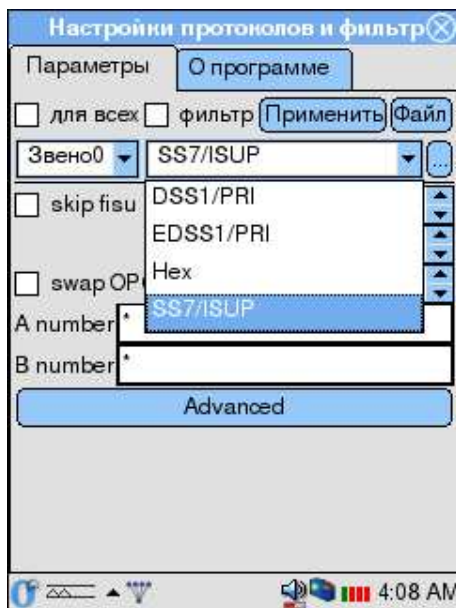 Настройки протоколов и фильтр
Параметры О программе
для всех фильтр Применить Файл
Звено0 SS7/ISUP ...
skip fisu DSS1/PRI
EDSS1/PRI
Hex
swap OP
SS7/ISUP
A number *
B number *
Advanced
4:08 AM